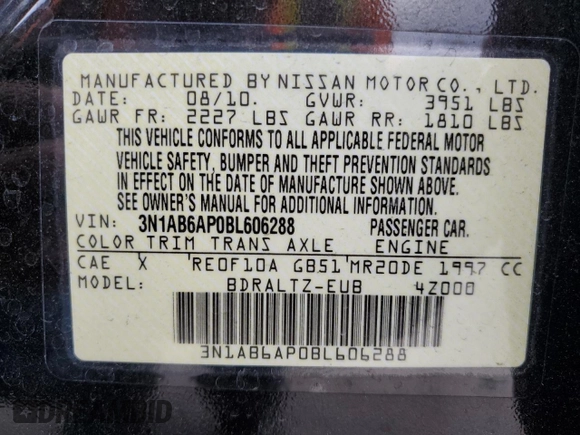 MANUFACTURED BY NISSAN MOTOR CO., LTD.
DATE: 08/10. GVWR: 3951 LBS
GAWR FR: 2227 LBS GAWR RR: 1810 LBS
THIS VEHICLE CONFORMS TO ALL APPLICABLE FEDERAL MOTOR
VEHICLE SAFETY, BUMPER AND THEFT PREVENTION STANDARDS
IN EFFECT ON THE DATE OF MANUFACTURE SHOWN ABOVE.
SEE OWNER'S MANUAL FOR ADDITIONAL INFORMATION.
VIN: 3N1AB6AP0BL606288 PASSENGER CAR.
COLOR TRIM TRANS AXLE ENGINE
CAE X RE0F10A GB51 MR20DE 1997 CC
MODEL: BDRALTZ-EUB 4Z000
3N1AB6AP0BL606288
DREAMBID